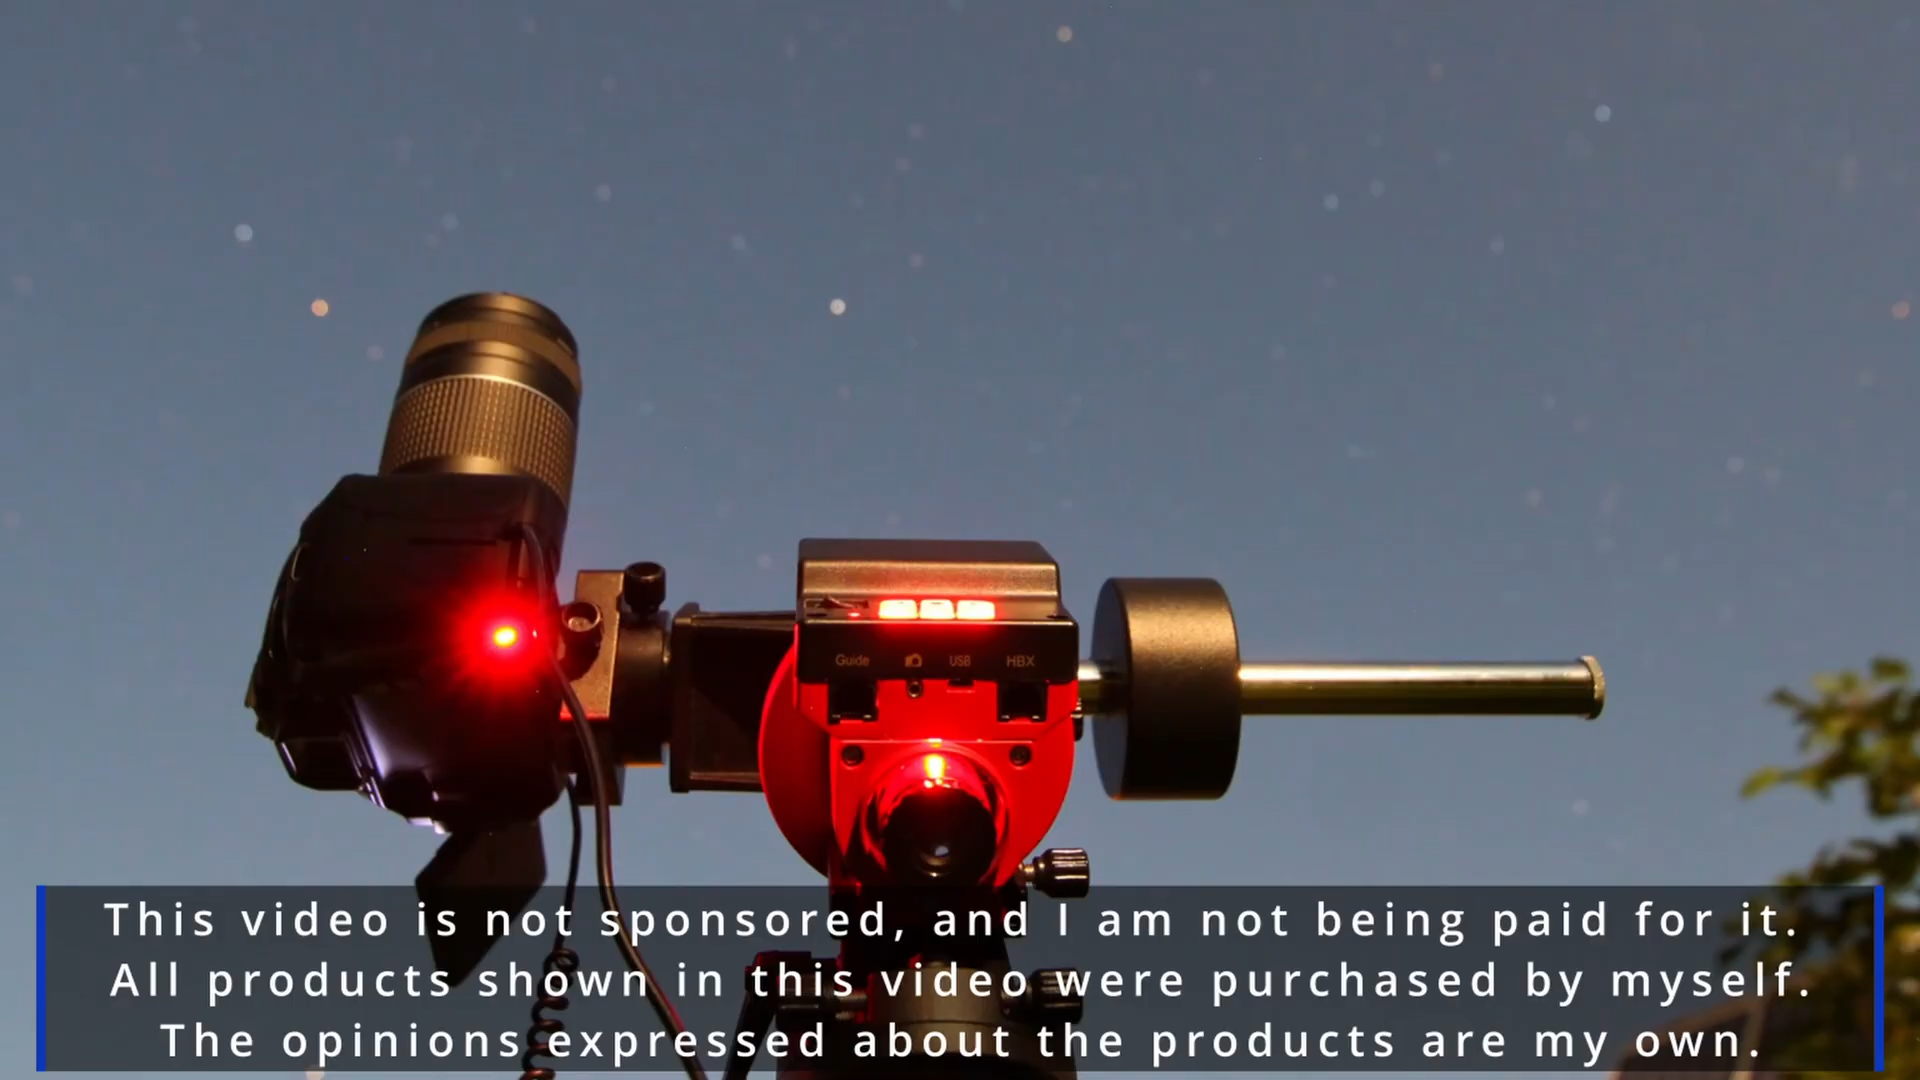 Guide USB HBX
This video is not sponsored, and I am not being paid for it.
All products shown in this video were purchased by myself.
The opinions expressed about the products are my own.